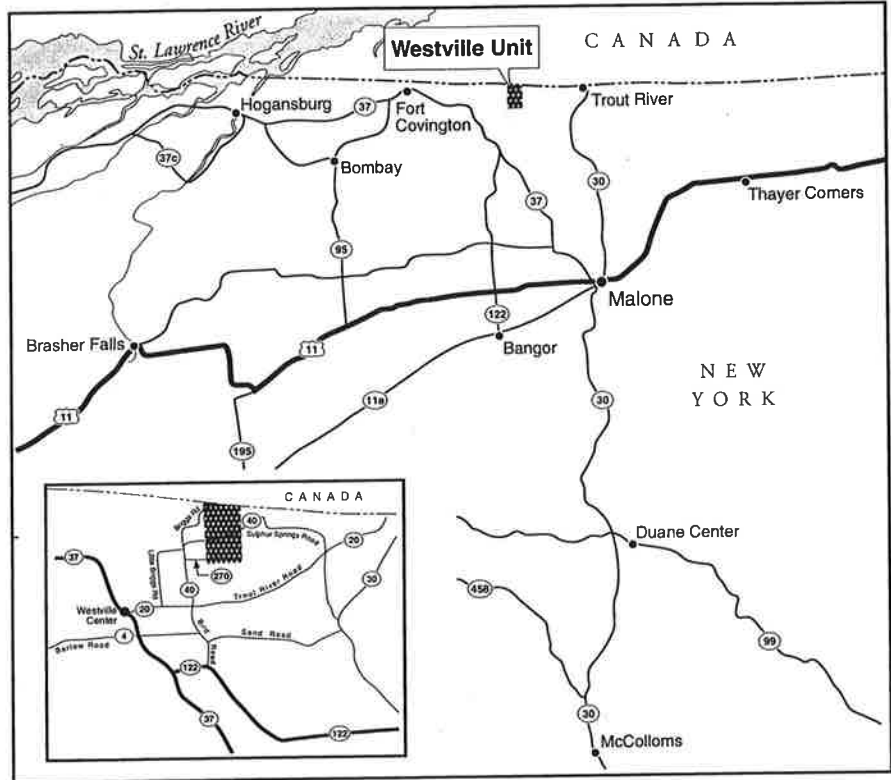 St. Lawrence River
Westville Unit
CANADA
Hogansburg
37
Fort
Covington
Trout River
37c
Bombay
30
37
Thayer Corners
95
Malone
122
Brasher Falls
11
Bangor
NEW
YORK
11
11a
30
195
CANADA
Briggs Rd
40
Sulphur Springs Road
20
37
Little Briggs Rd
270
30
Trout River Road
40
Westville
Center
20
Bird
Road
Sand Road
4
Barlow Road
122
37
122
Duane Center
458
99
30
McColloms